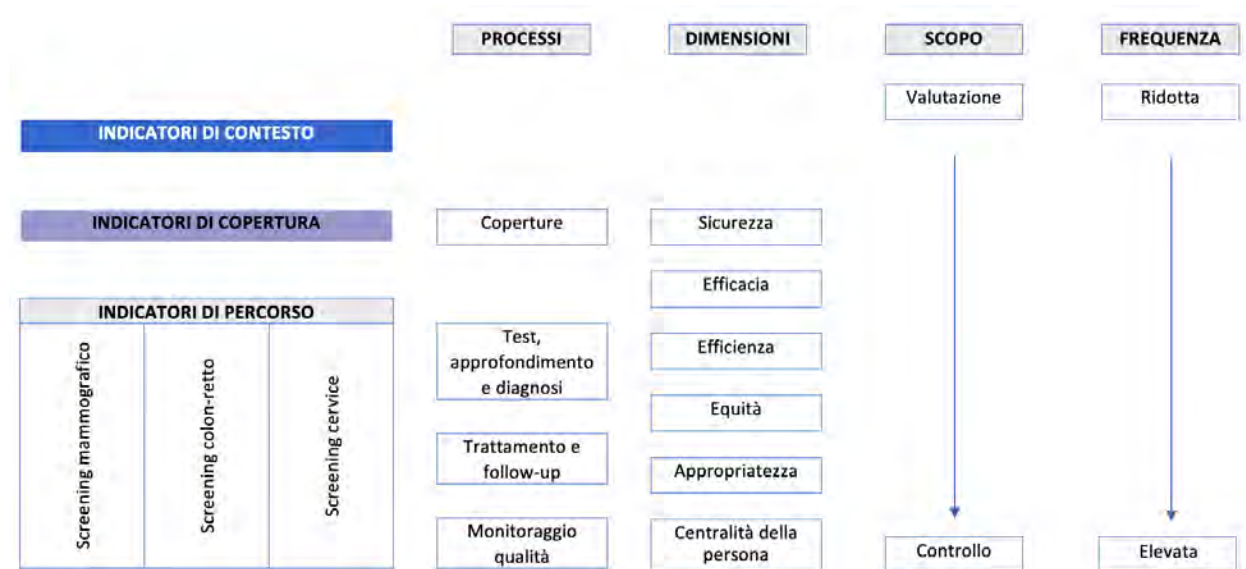 PROCESSI
DIMENSIONI
SCOPO
FREQUENZA
Valutazione
Ridotta
INDICATORI DI CONTESTO
INDICATORI DI COPERTURA
Coperture
Sicurezza
Efficacia
INDICATORI DI PERCORSO
Screening mammografico
Screening colon-retto
Screening cervice
Test,
approfondimento
e diagnosi
Efficienza
Equità
Trattamento e
follow-up
Appropriatezza
Monitoraggio
qualità
Centralità della
persona
Controllo
Elevata